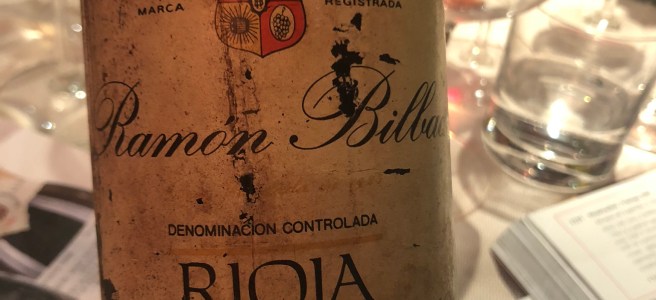 MARCA REGISTRADA
Ramón Bilbao
DENOMINACION CONTROLADA
RIOJA